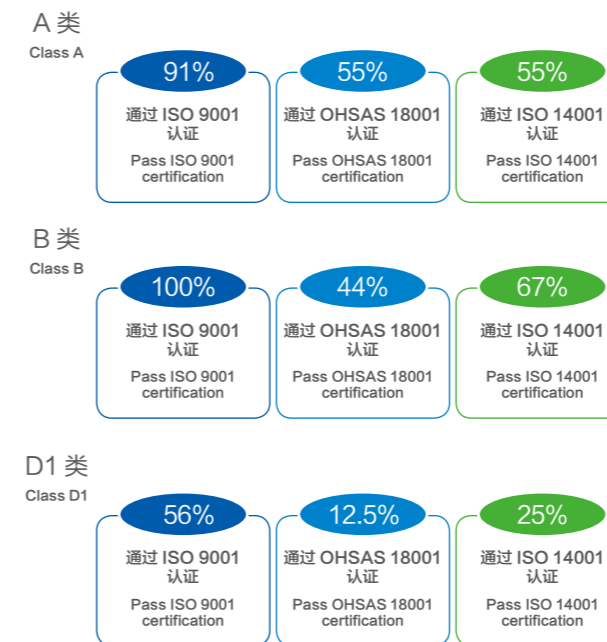 A 类
Class A
91%
通过 ISO 9001
认证
Pass ISO 9001
certification
55%
通过 OHSAS 18001
认证
Pass OHSAS 18001
certification
55%
通过 ISO 14001
认证
Pass ISO 14001
certification
B 类
Class B
100%
通过 ISO 9001
认证
Pass ISO 9001
certification
44%
通过 OHSAS 18001
认证
Pass OHSAS 18001
certification
67%
通过 ISO 14001
认证
Pass ISO 14001
certification
D1 类
Class D1
56%
通过 ISO 9001
认证
Pass ISO 9001
certification
12.5%
通过 OHSAS 18001
认证
Pass OHSAS 18001
certification
25%
通过 ISO 14001
认证
Pass ISO 14001
certification